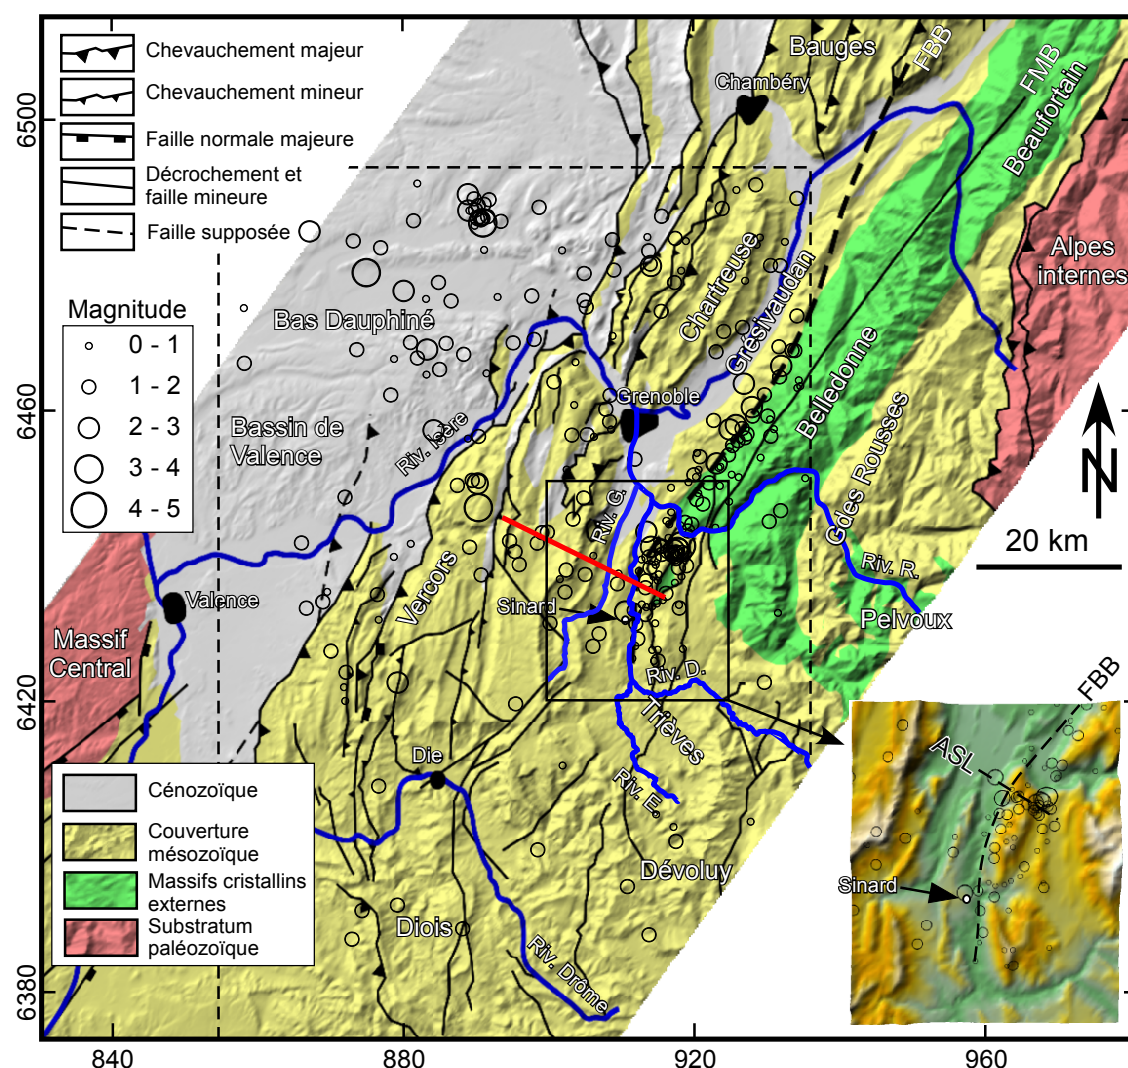 Chevauchement majeur
Chevauchement mineur
Faille normale majeure
Décrochement et
faille mineure
Faille supposée
Magnitude
0 - 1
1 - 2
2 - 3
3 - 4
4 - 5
Bauges
FBB
Chambéry
FMB
Beaufortain
Alpes
internes
Chartreuse
Grésivaudan
Bas Dauphiné
Grenoble
Belledonne
Bassin de
Valence
Riv. Isère
Gdes Rousses
N
20 km
Riv. G.
Vercors
Riv. R.
Valence
Sinard
Pelvoux
Massif
Central
Riv. D.
Trièves
Die
Riv. E.
Dévoluy
Diois
Riv. Drôme
FBB
ASL
Sinard
Cénozoïque
Couverture
mésozoïque
Massifs cristallins
externes
Substratum
paléozoïque
6500
6460
6420
6380
840
880
920
960